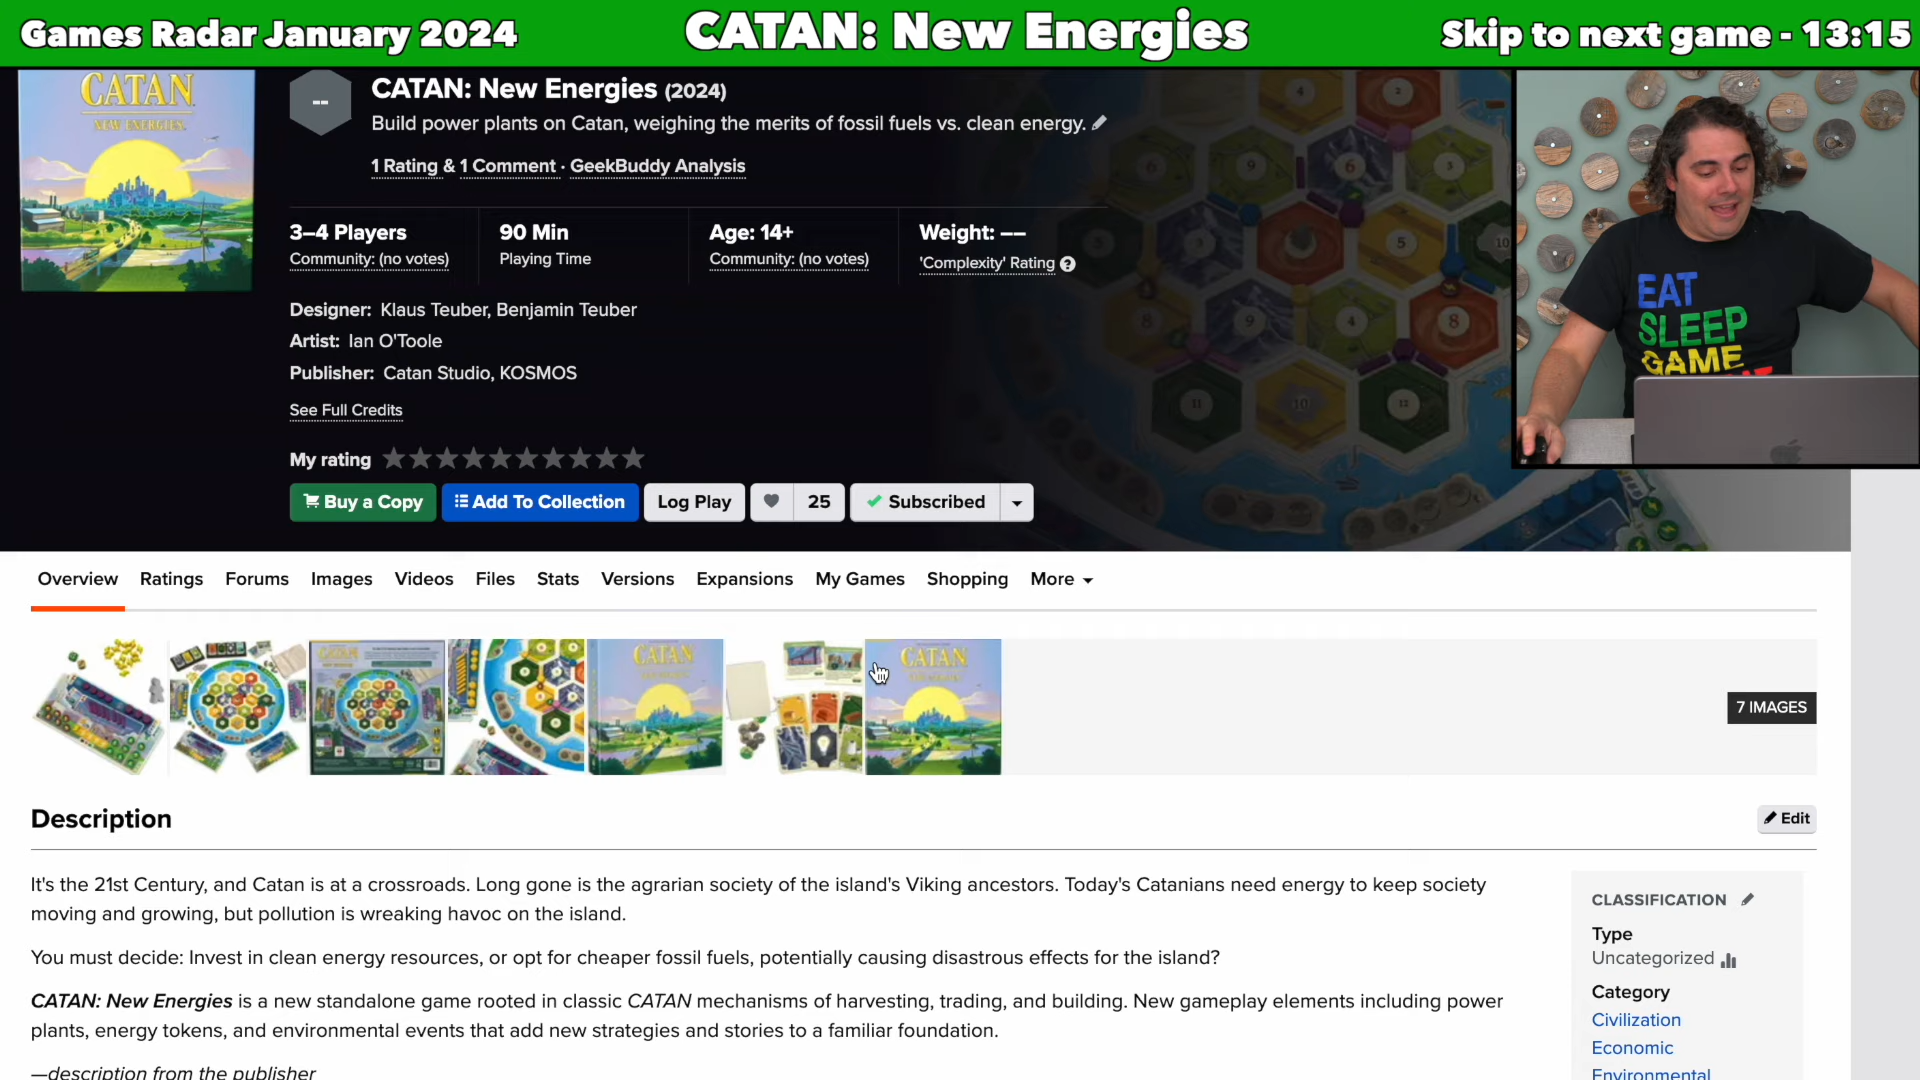 Games Radar January 2024
CATAN: New Energies
Skip to next game - 13:15
CATAN
NEW ENERGIES
--
CATAN: New Energies (2024)
Build power plants on Catan, weighing the merits of fossil fuels vs. clean energy.
1 Rating & 1 Comment · GeekBuddy Analysis
3–4 Players
Community: (no votes)
90 Min
Playing Time
Age: 14+
Community: (no votes)
Weight: ––
'Complexity' Rating
Designer: Klaus Teuber, Benjamin Teuber
Artist: Ian O'Toole
Publisher: Catan Studio, KOSMOS
See Full Credits
My rating
Buy a Copy
Add To Collection
Log Play
25
Subscribed
EAT
SLEEP
GAME
Overview
Ratings
Forums
Images
Videos
Files
Stats
Versions
Expansions
My Games
Shopping
More
CATAN
CATAN
7 IMAGES
Description
Edit
It's the 21st Century, and Catan is at a crossroads. Long gone is the agrarian society of the island's Viking ancestors. Today's Catanians need energy to keep society
moving and growing, but pollution is wreaking havoc on the island.
You must decide: Invest in clean energy resources, or opt for cheaper fossil fuels, potentially causing disastrous effects for the island?
CATAN: New Energies is a new standalone game rooted in classic CATAN mechanisms of harvesting, trading, and building. New gameplay elements including power
plants, energy tokens, and environmental events that add new strategies and stories to a familiar foundation.
—description from the publisher
CLASSIFICATION
Type
Uncategorized
Category
Civilization
Economic
Environmental